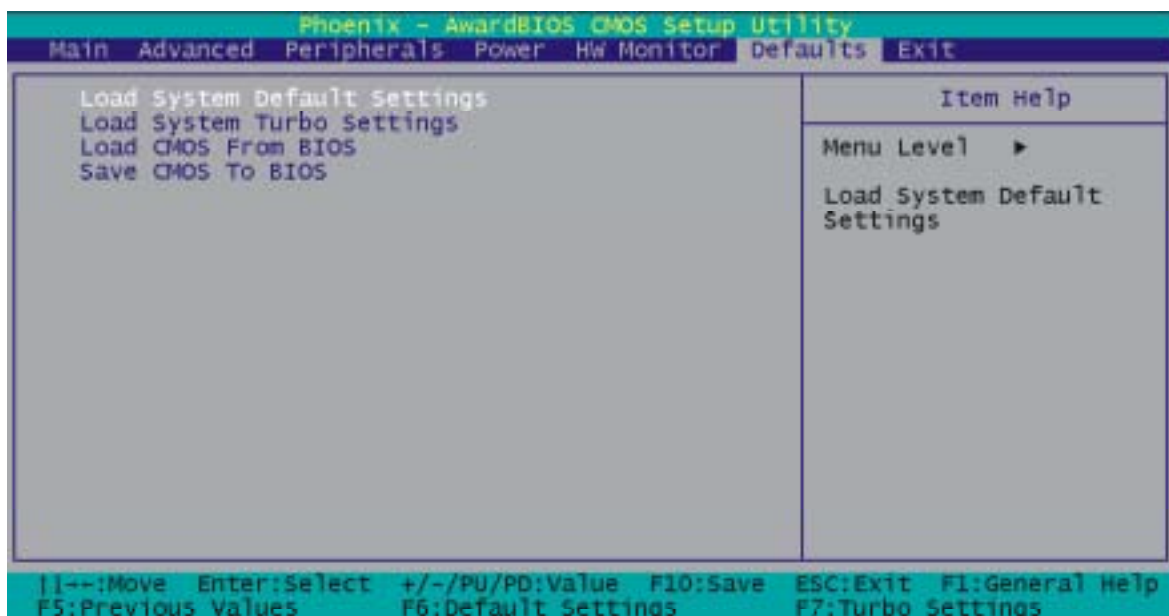 Phoenix - AwardBIOS CMOS Setup Utility
Main Advanced Peripherals Power HW Monitor Defaults Exit
Load System Default Settings
Load System Turbo Settings
Load CMOS From BIOS
Save CMOS To BIOS
Item Help
Menu Level ▶
Load System Default
Settings
||--:Move Enter:Select +/-/PU/PD:Value F10:Save ESC:Exit F1:General Help
F5:Previous Values F6:Default Settings F7:Turbo Settings